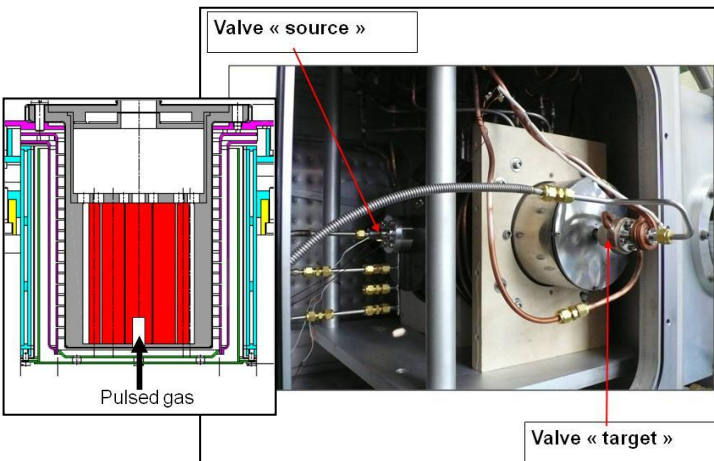 Valve « source »
Pulsed gas
Valve « target »